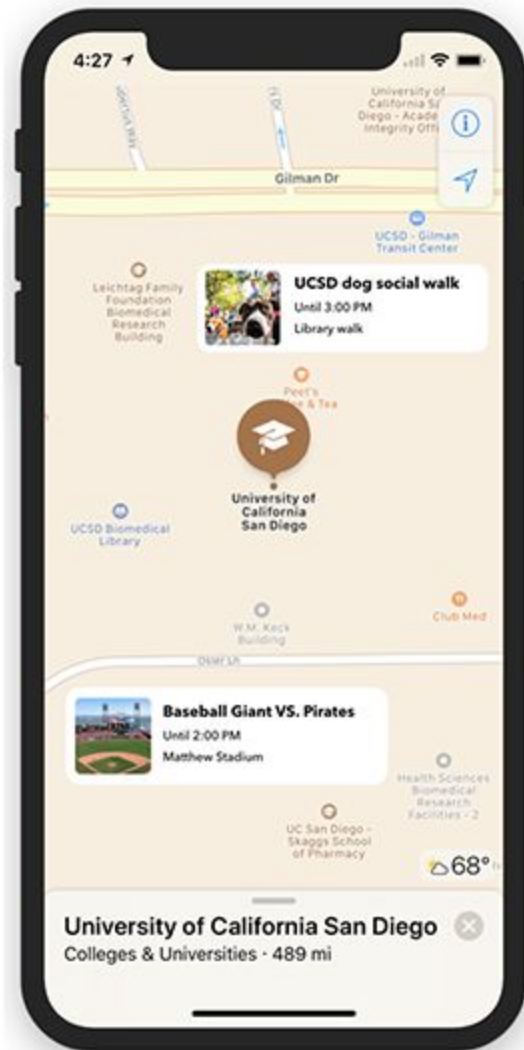 4:27
University of
California Sa
Diego - Acade
Integrity Offi
Gilman Dr
UCSD - Gilman
Transit Center
Leichtag Family
Foundation
Biomedical
Research
Building
UCSD dog social walk
Until 3:00 PM
Library walk
Peet's
& Tea
University of
California
San Diego
UCSD Biomedical
Library
Club Med
W.M. Keck
Building
Osler Ln
Baseball Giant VS. Pirates
Until 2:00 PM
Matthew Stadium
Health Sciences
Biomedical
Research
Facilities - 2
UC San Diego -
Skaggs School
of Pharmacy
68°
University of California San Diego
Colleges & Universities · 489 mi